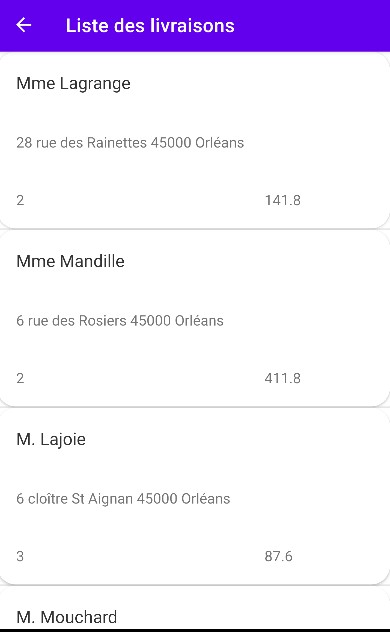 Liste des livraisons
Mme Lagrange
28 rue des Rainettes 45000 Orléans
2 141.8
Mme Mandille
6 rue des Rosiers 45000 Orléans
2 411.8
M. Lajoie
6 cloître St Aignan 45000 Orléans
3 87.6
M. Mouchard